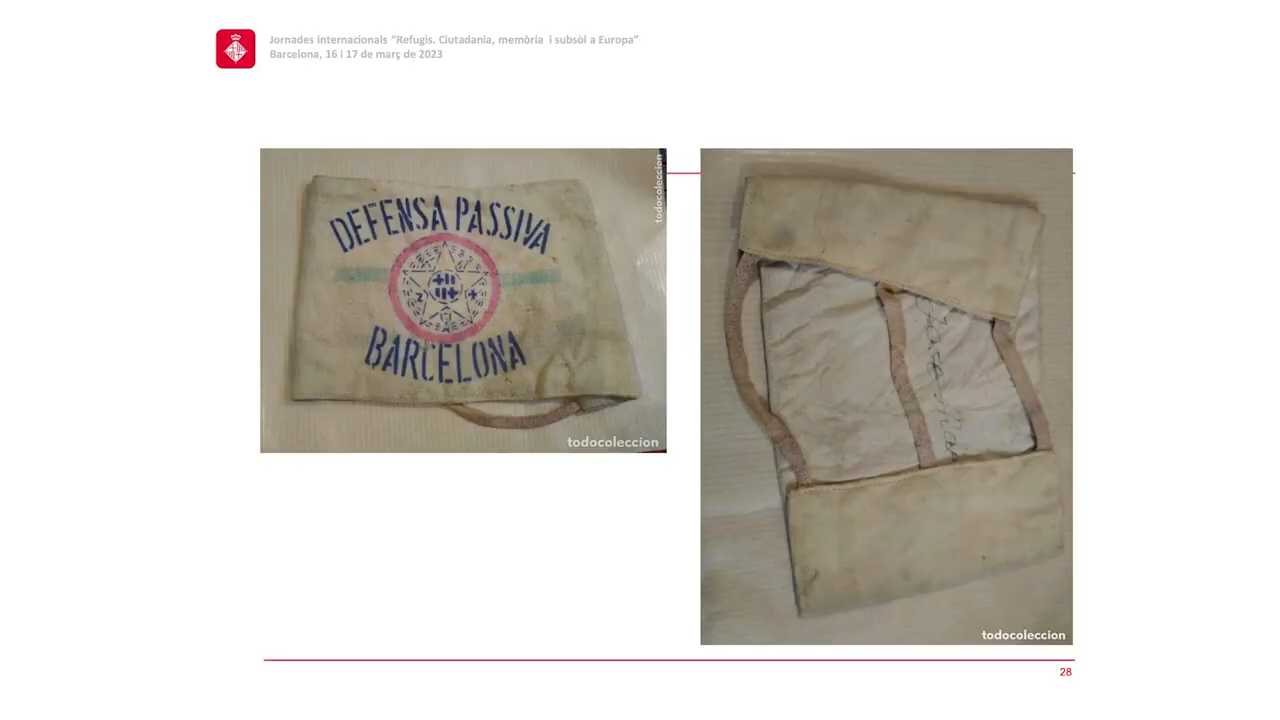 Jornades internacionals “Refugis. Ciutadania, memòría i subsòl a Europa”
Barcelona, 16 i 17 de març de 2023
DEFENSA PASSIVA
BARCELONA
todocoleccion
todocoleccion
todocoleccion
28